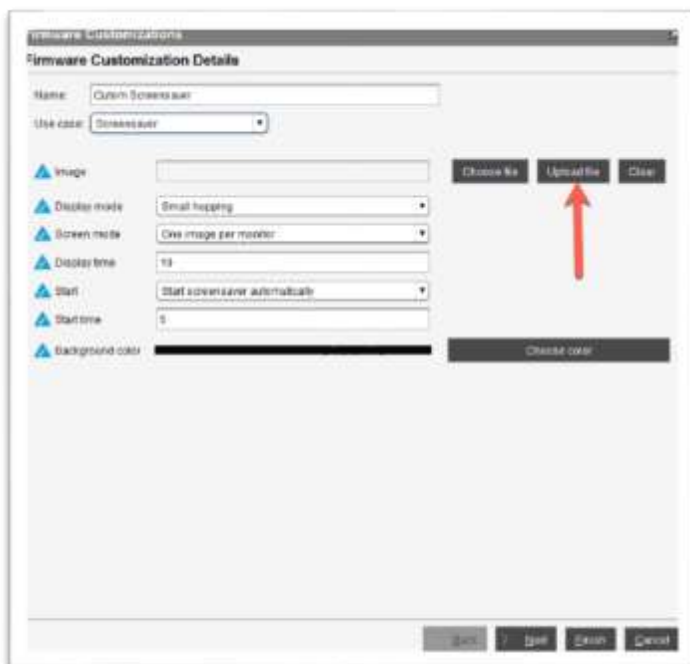 Firmware Customizations
Firmware Customization Details
Name: Cutom Screensaver
Use case: Screensaver
Image Choose file Upload file Clear
Display mode Small hopping
Screen mode One image per monitor
Display time 10
Start Start screensaver automatically
Start time 5
Background color Choose color
Back Next Finish Cancel